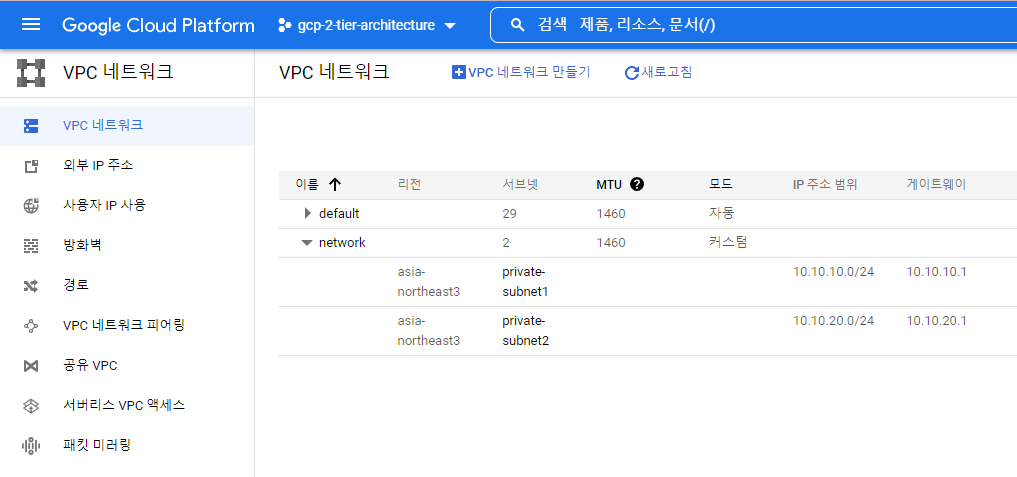 Google Cloud Platform
gcp-2-tier-architecture
검색 제품, 리소스, 문서(/)
VPC 네트워크
VPC 네트워크
VPC 네트워크 만들기
새로고침
VPC 네트워크
외부 IP 주소
사용자 IP 사용
방화벽
경로
VPC 네트워크 피어링
공유 VPC
서버리스 VPC 액세스
패킷 미러링
이름 리전 서브넷 MTU ? 모드 IP 주소 범위 게이트웨이
default 29 1460 자동
network 2 1460 커스텀
asia- private- 10.10.10.0/24 10.10.10.1
northeast3 subnet1
asia- private- 10.10.20.0/24 10.10.20.1
northeast3 subnet2